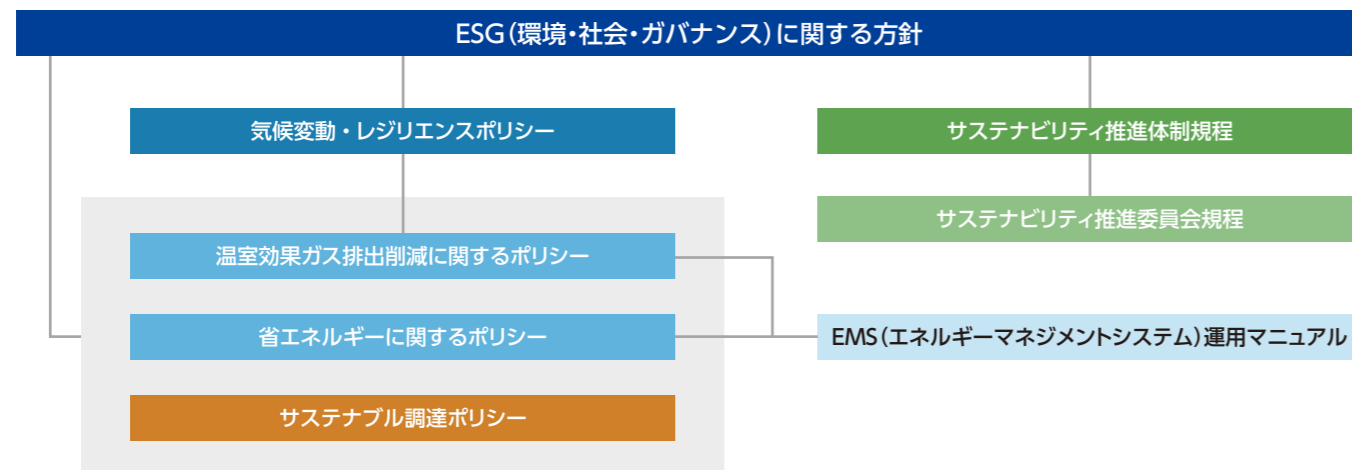 ESG(環境・社会・ガバナンス)に関する方針
気候変動・レジリエンスポリシー
サステナビリティ推進体制規程
サステナビリティ推進委員会規程
温室効果ガス排出削減に関するポリシー
省エネルギーに関するポリシー
EMS(エネルギーマネジメントシステム)運用マニュアル
サステナブル調達ポリシー